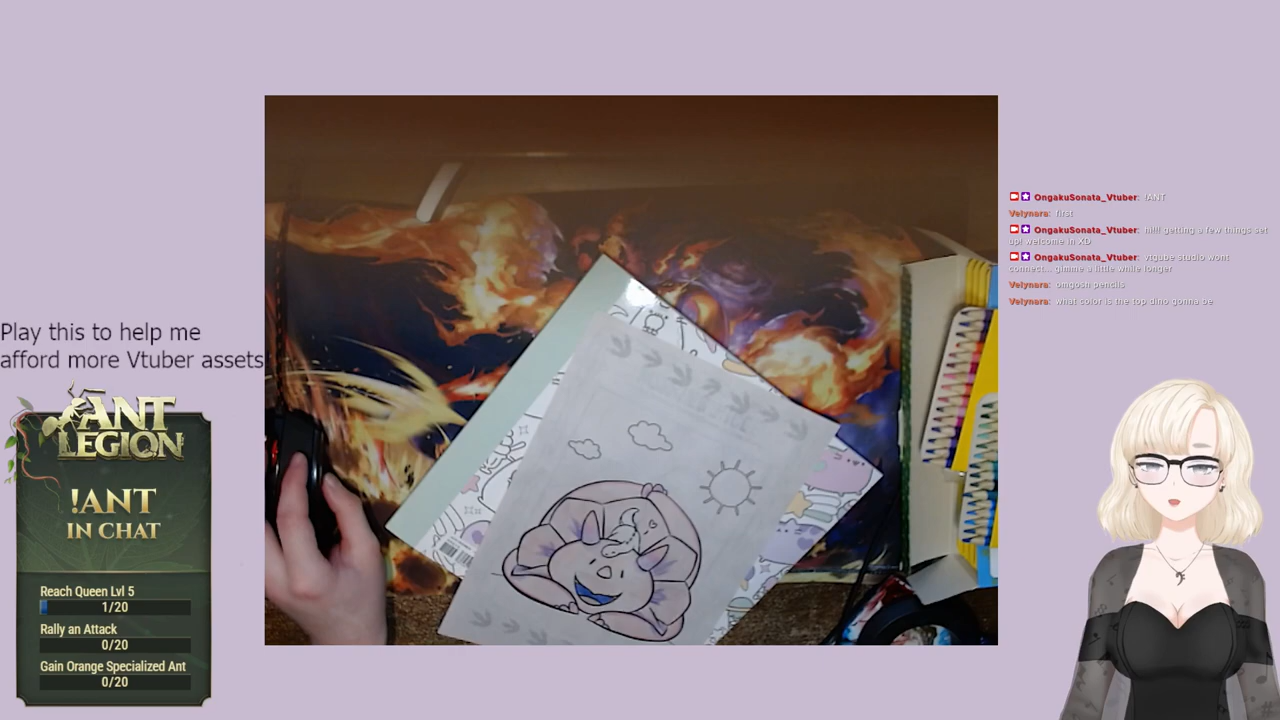 OngakuSonata_Vtuber: !ANT
Velynara: first
OngakuSonata_Vtuber: hi!!! getting a few things set
up! welcome in XD
OngakuSonata_Vtuber: vtgube studio wont
connect... gimme a little while longer
Velynara: omgosh pencils
Velynara: what color is the top dino gonna be
Play this to help me
afford more Vtuber assets
ANT
LEGION
!ANT
IN CHAT
Reach Queen Lvl 5
1/20
Rally an Attack
0/20
Gain Orange Specialized Ant
0/20